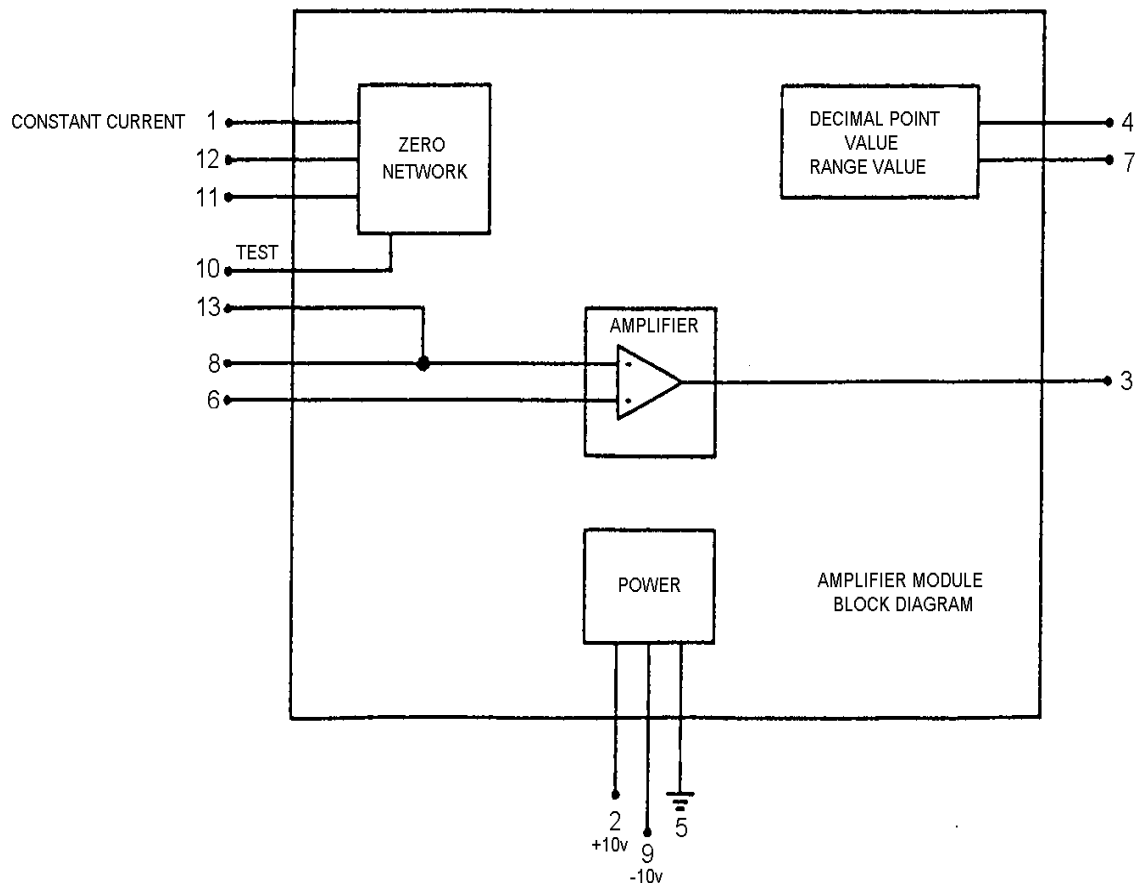 CONSTANT CURRENT 1
12
11
ZERO
NETWORK
TEST
10
13
8
6
DECIMAL POINT
VALUE
RANGE VALUE
4
7
AMPLIFIER
3
POWER
AMPLIFIER MODULE
BLOCK DIAGRAM
2
+10v
9
-10v
5